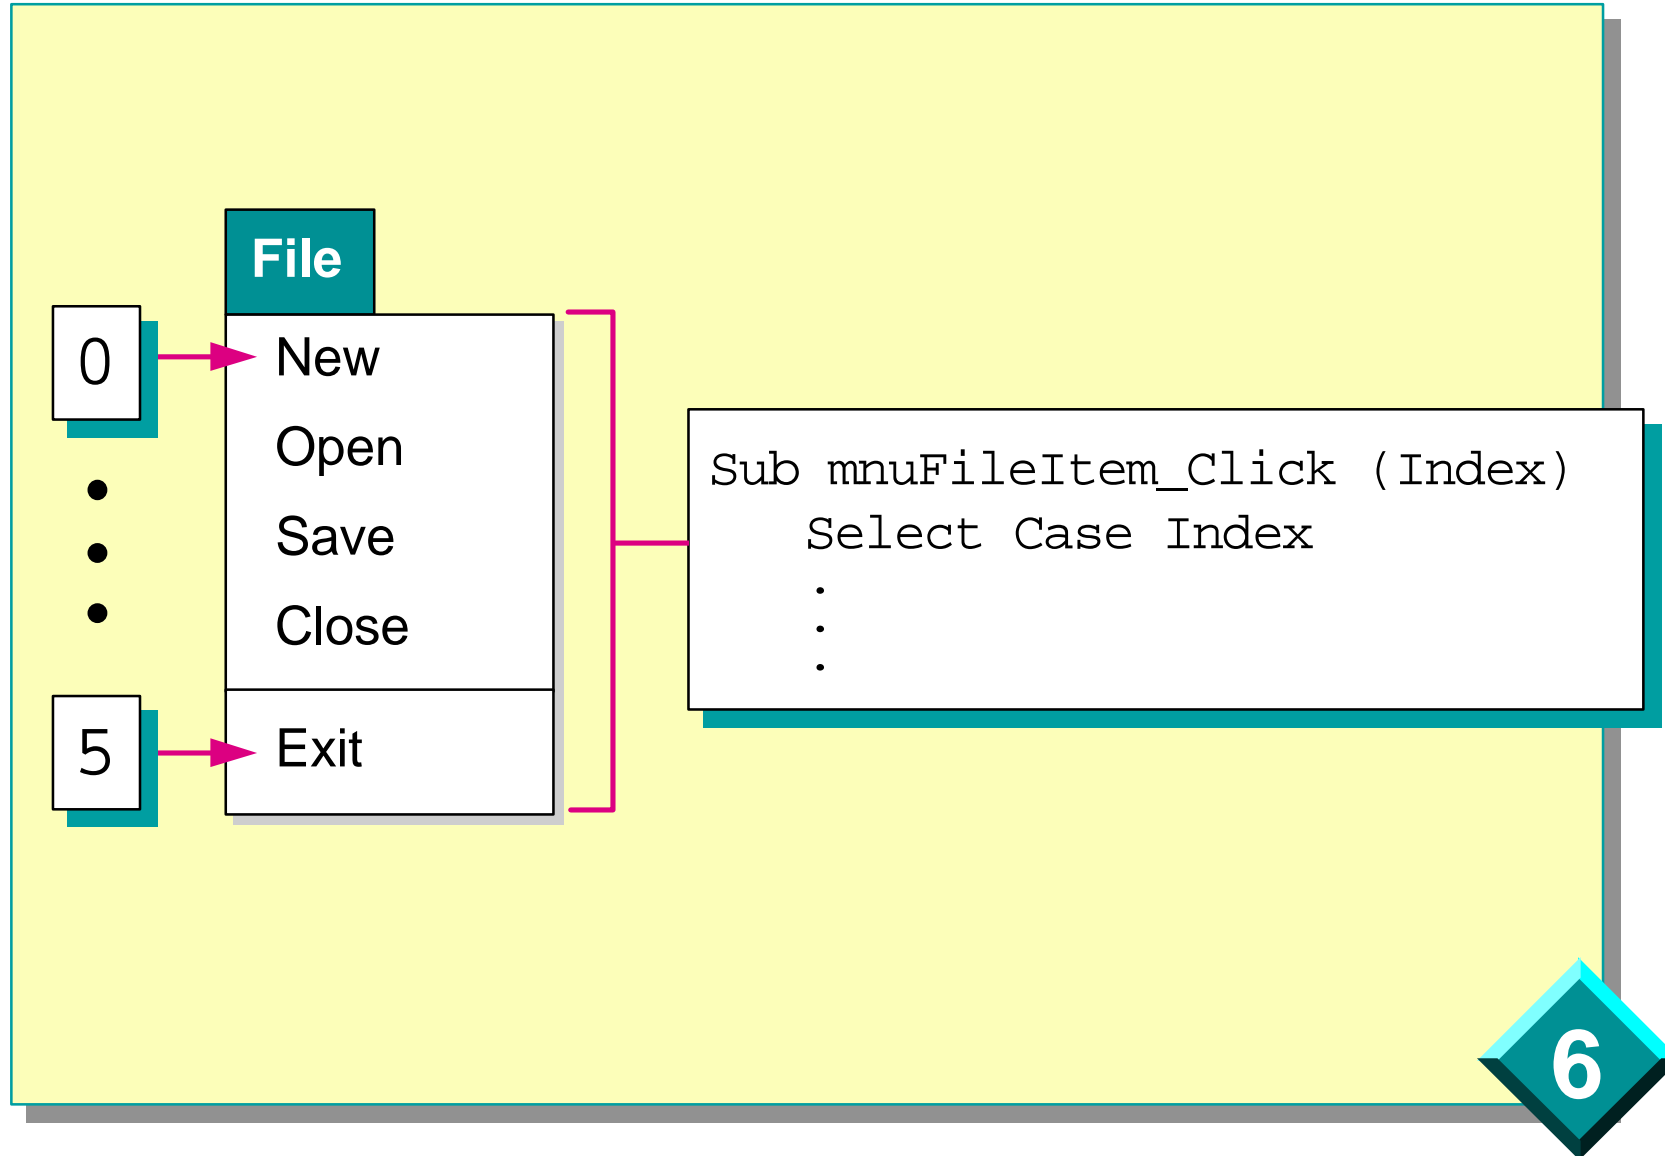 File
0
New
Open
Save
Close
5
Exit
Sub mnuFileItem_Click (Index)
Select Case Index
.
.
.
6